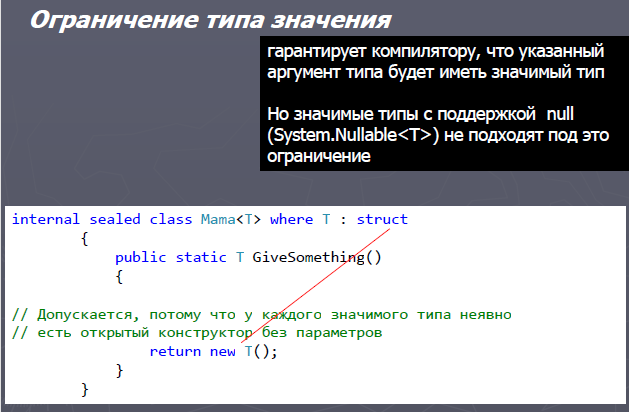 Ограничение типа значения
гарантирует компилятору, что указанный
аргумент типа будет иметь значимый тип
Но значимые типы с поддержкой null
(System.Nullable<T>) не подходят под это
ограничение
internal sealed class Mama<T> where T : struct
{
public static T GiveSomething()
{
// Допускается, потому что у каждого значимого типа неявно
// есть открытый конструктор без параметров
return new T();
}
}